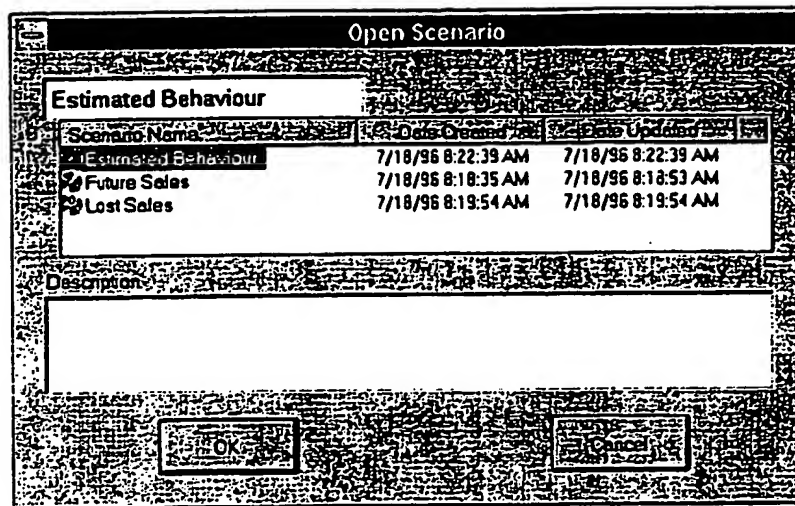 Open Scenario
Estimated Behaviour
Scenario Name Date Created Date Updated
Estimated Behaviour 7/18/96 8:22:39 AM 7/18/96 8:22:39 AM
Future Sales 7/18/96 8:18:35 AM 7/18/96 8:18:53 AM
Lost Sales 7/18/96 8:19:54 AM 7/18/96 8:19:54 AM
Description
OK Cancel